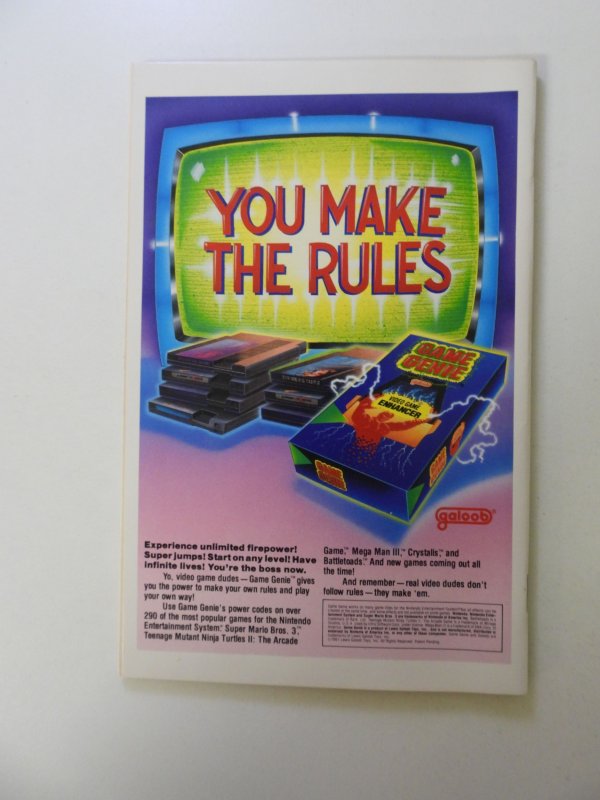 YOU MAKE
THE RULES
GAME
GENIE
VIDEO GAME
ENHANCER
GAME
GENIE
GAME
GENIE
galoob®
Experience unlimited firepower!
Super jumps! Start on any level! Have
infinite lives! You're the boss now.
Yo, video game dudes — Game Genie™ gives
you the power to make your own rules and play
your own way!
Use Game Genie's power codes on over
290 of the most popular games for the Nintendo
Entertainment System.® Super Mario Bros. 3,™
Teenage Mutant Ninja Turtles II: The Arcade
Game,™ Mega Man III,™ Crystalis,™ and
Battletoads.™ And new games coming out all
the time!
And remember — real video dudes don't
follow rules — they make 'em.